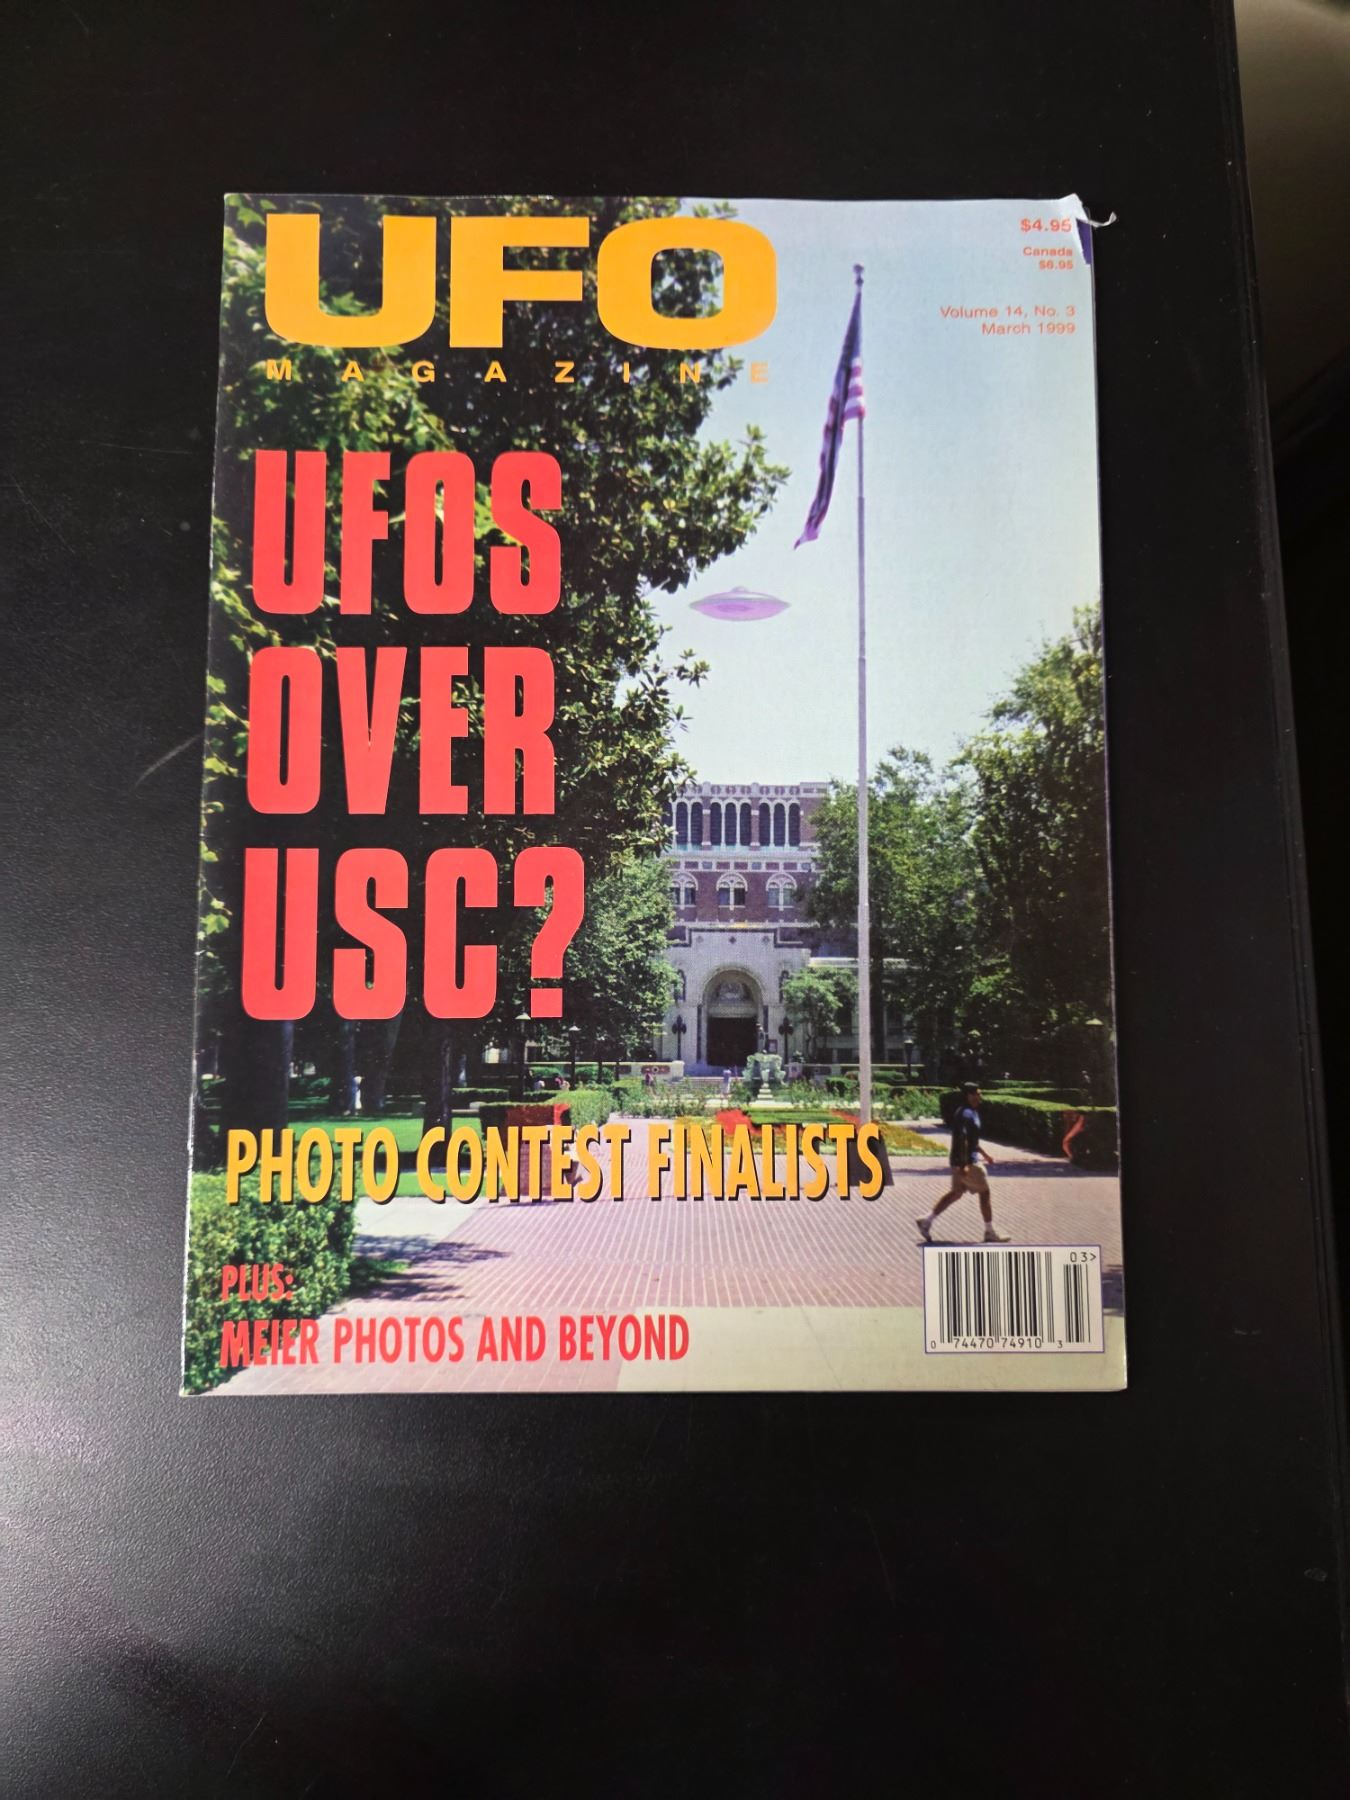 UFO
MAGAZINE
$4.95
Canada
$6.95
Volume 14, No. 3
March 1999
UFOS
OVER
USC?
PHOTO CONTEST FINALISTS
PLUS:
MEIER PHOTOS AND BEYOND
03>
0 74470 74910 3